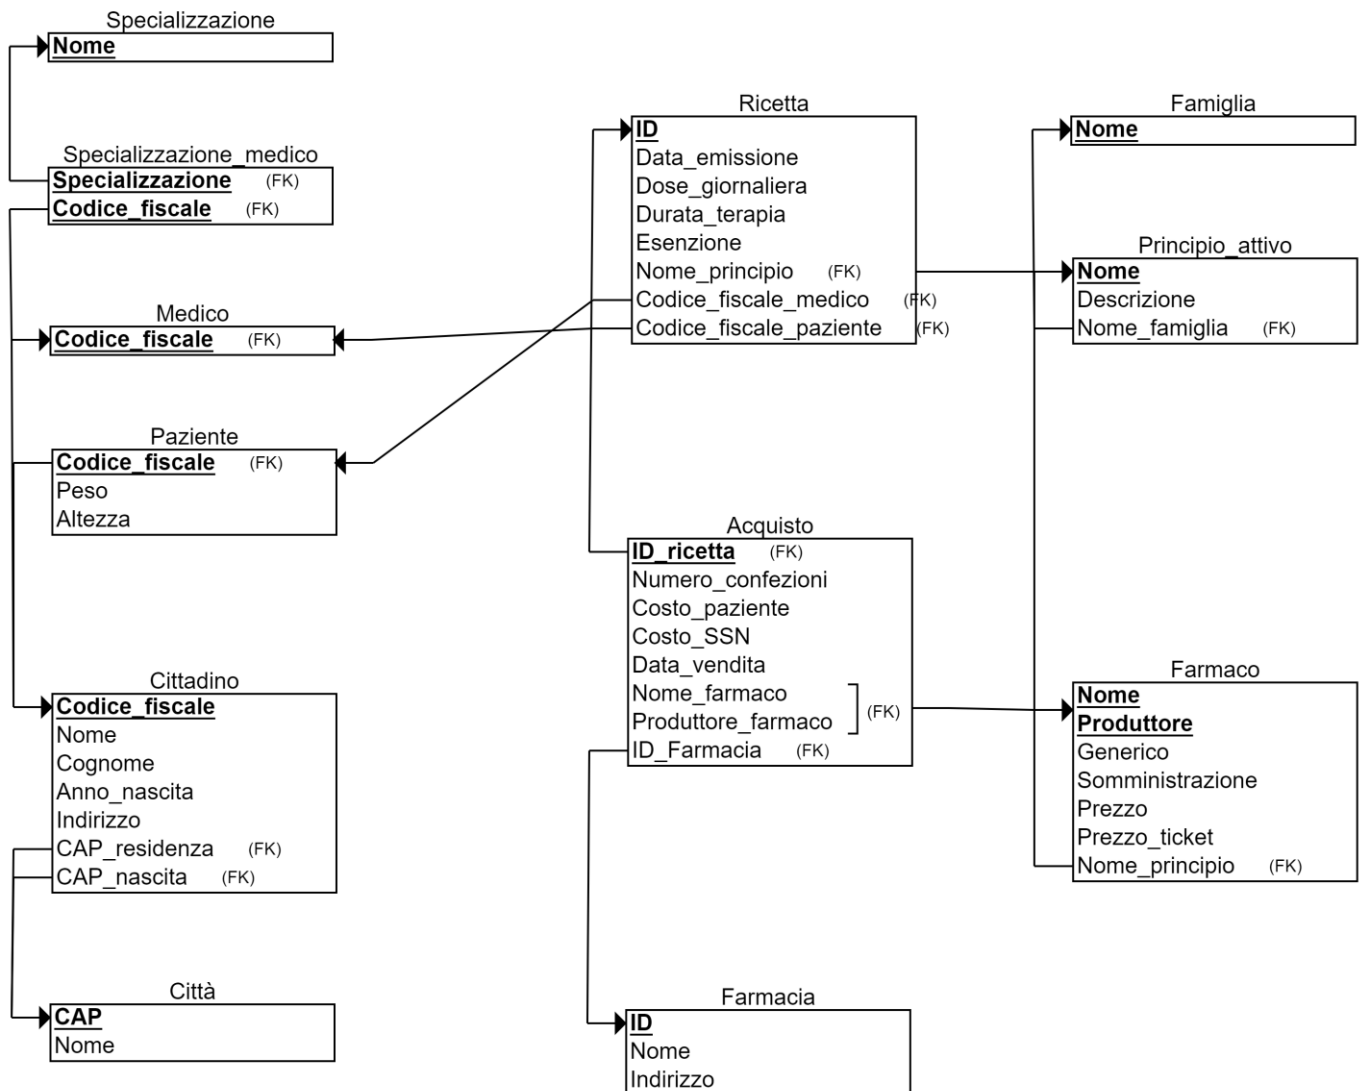 Specializzazione
Nome
Specializzazione_medico
Specializzazione (FK)
Codice_fiscale (FK)
Medico
Codice_fiscale (FK)
Paziente
Codice_fiscale (FK)
Peso
Altezza
Cittadino
Codice_fiscale
Nome
Cognome
Anno_nascita
Indirizzo
CAP_residenza (FK)
CAP_nascita (FK)
Città
CAP
Nome
Ricetta
ID
Data_emissione
Dose_giornaliera
Durata_terapia
Esenzione
Nome_principio (FK)
Codice_fiscale_medico (FK)
Codice_fiscale_paziente (FK)
Acquisto
ID_ricetta (FK)
Numero_confezioni
Costo_paziente
Costo_SSN
Data_vendita
Nome_farmaco
Produttore_farmaco (FK)
ID_Farmacia (FK)
Farmacia
ID
Nome
Indirizzo
Famiglia
Nome
Principio_attivo
Nome
Descrizione
Nome_famiglia (FK)
Farmaco
Nome
Produttore
Generico
Somministrazione
Prezzo
Prezzo_ticket
Nome_principio (FK)